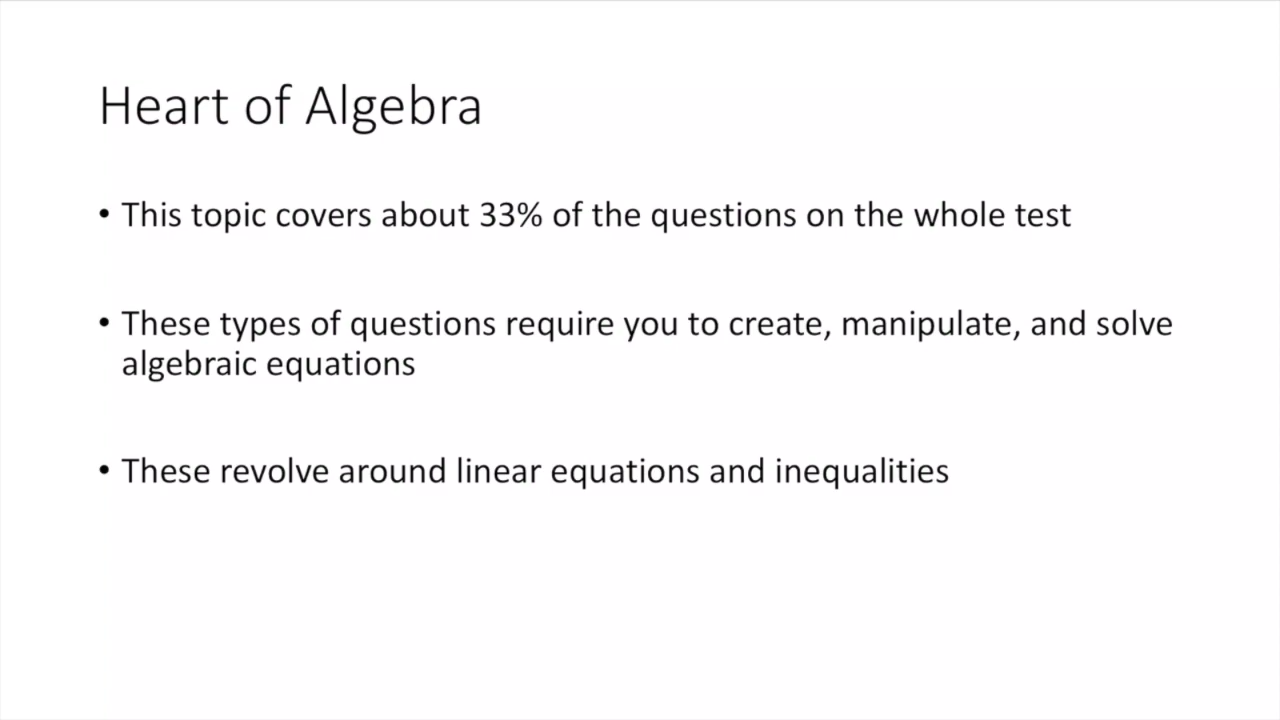 Heart of Algebra
• This topic covers about 33% of the questions on the whole test
• These types of questions require you to create, manipulate, and solve
algebraic equations
• These revolve around linear equations and inequalities